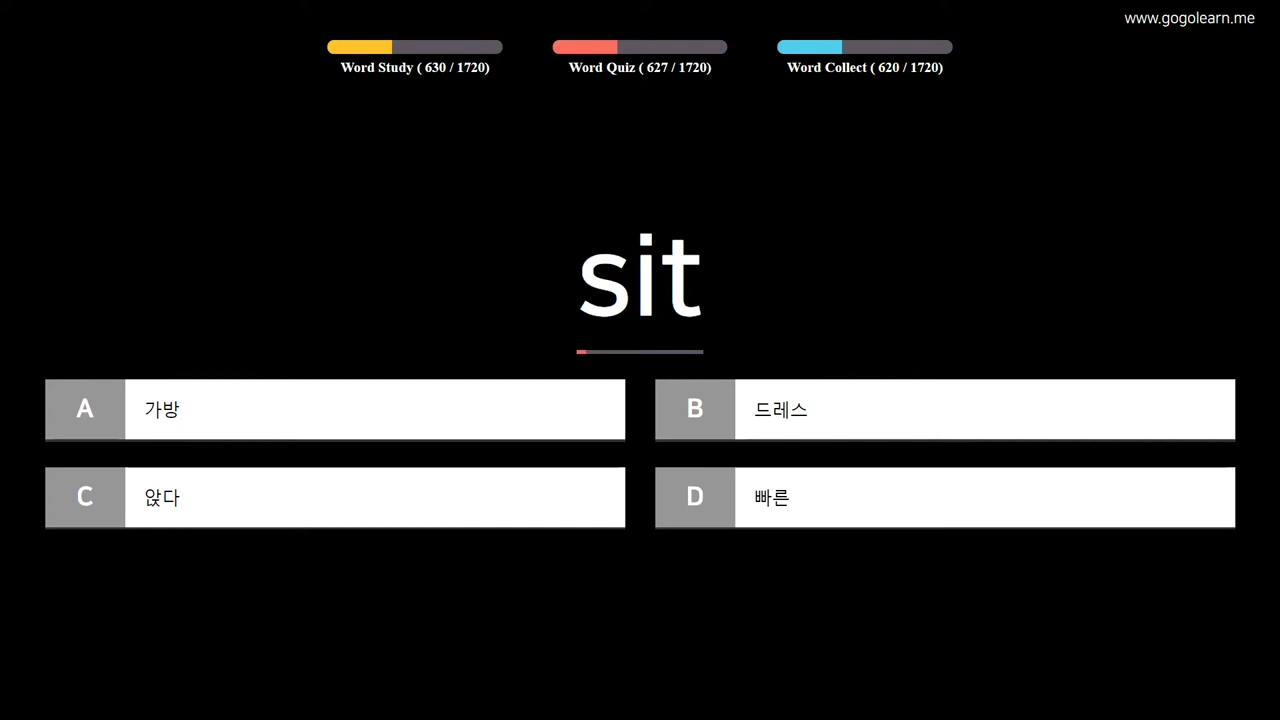 www.gogolearn.me
Word Study ( 630 / 1720)
Word Quiz ( 627 / 1720)
Word Collect ( 620 / 1720)
sit
A 가방
B 드레스
C 앉다
D 빠른